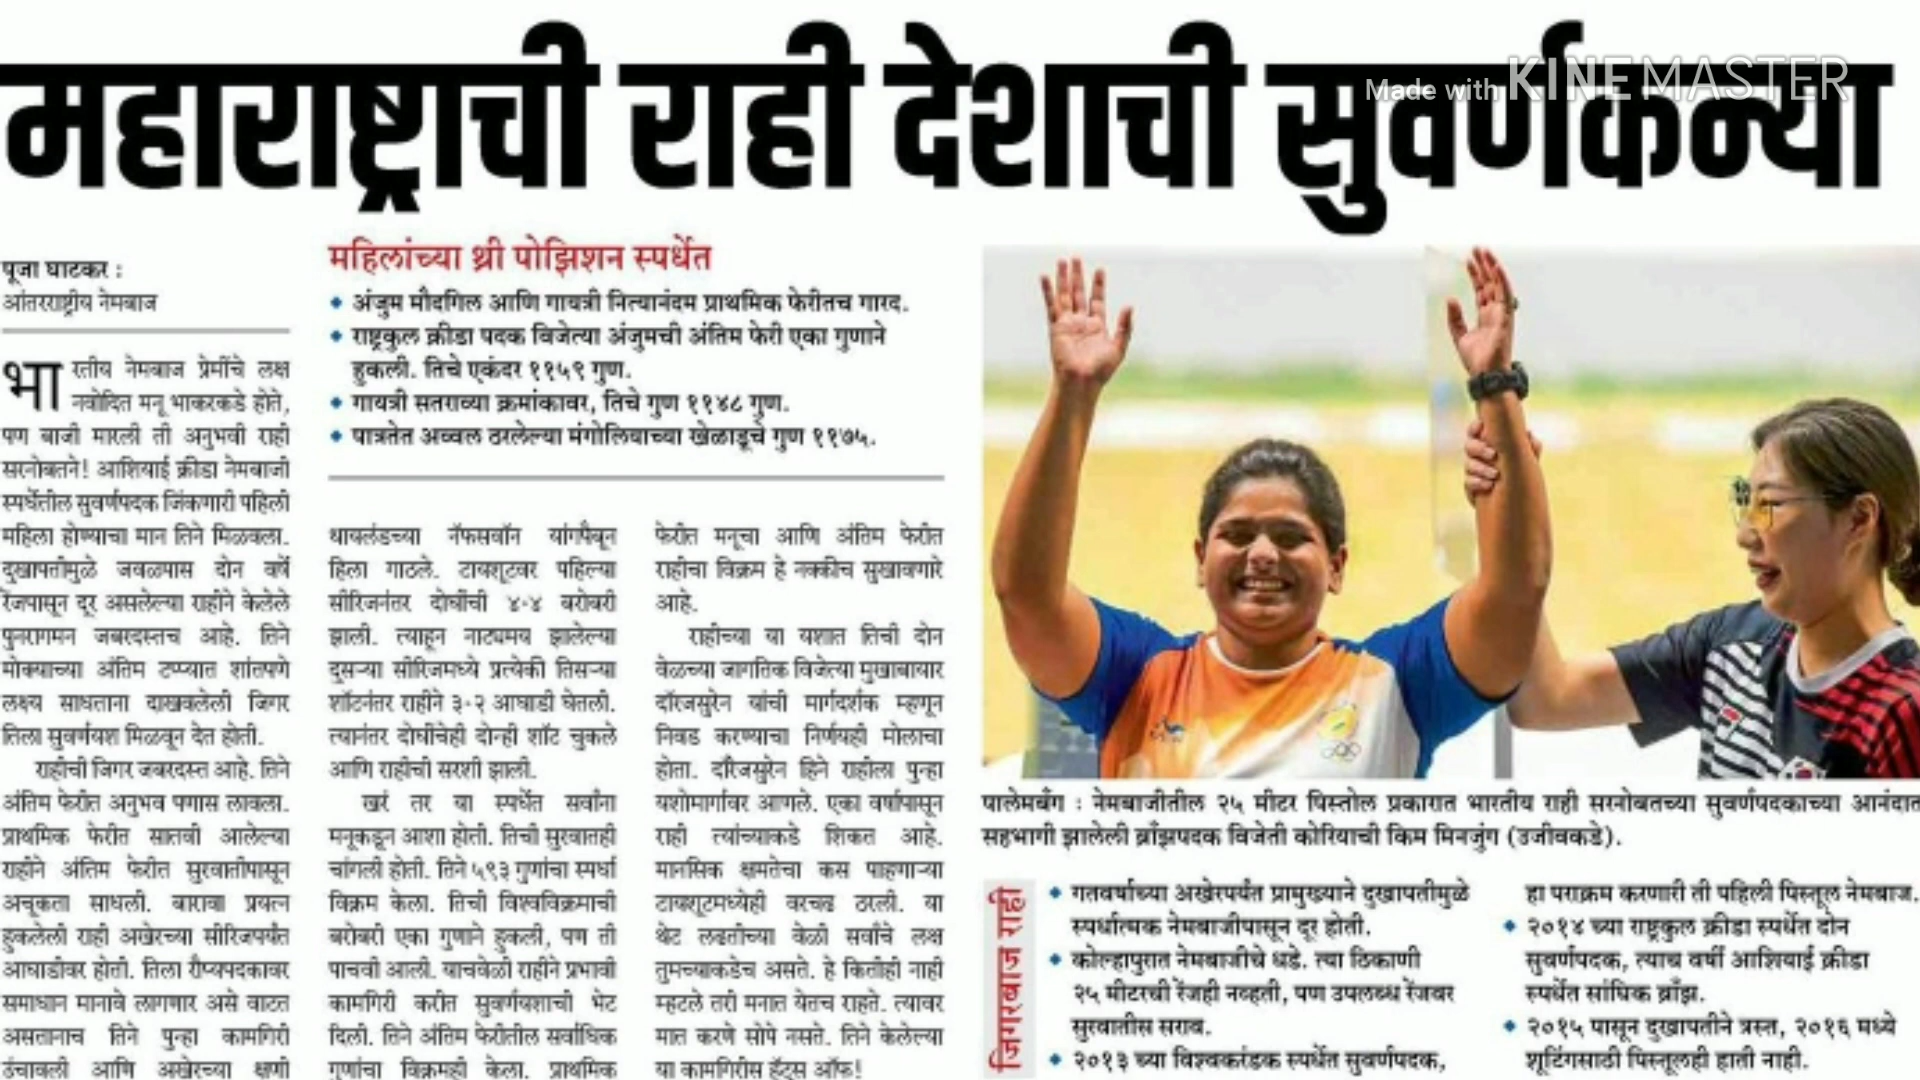 महाराष्ट्राची राही देशाची सुवर्णकन्या
Made with KINEMASTER
पूजा घाटकर :
आंतरराष्ट्रीय नेमबाज
भारतीय नेमबाज प्रेमींचे लक्ष
नवोदित मनू भाकरकडे होते,
पण बाजी मारली ती अनुभवी राही
सरनोबतने! आशियाई क्रीडा नेमबाजी
स्पर्धेतील सुवर्णपदक जिंकणारी पहिली
महिला होण्याचा मान तिने मिळवला.
दुखापतीमुळे जवळपास दोन वर्षे
रेंजपासून दूर असलेल्या राहीने केलेले
पुनरागमन जबरदस्तच आहे. तिने
मोक्याच्या अंतिम टप्प्यात शांतपणे
लक्ष्य साधताना दाखवलेली जिगर
तिला सुवर्णयश मिळवून देत होती.
राहीची जिगर जबरदस्त आहे. तिने
अंतिम फेरीत अनुभव पणास लावला.
प्राथमिक फेरीत सातवी आलेल्या
राहीने अंतिम फेरीत सुरवातीपासून
अचूकता साधली. बारावा प्रयत्न
हुकलेली राही अखेरच्या सीरिजपर्यंत
आघाडीवर होती. तिला रौप्यपदकावर
समाधान मानावे लागणार असे वाटत
असतानाच तिने पुन्हा कामगिरी
उंचावली आणि अखेरच्या क्षणी
महिलांच्या थ्री पोझिशन स्पर्धेत
अंजुम मौदगिल आणि गायत्री नित्यानंदम प्राथमिक फेरीतच गारद.
राष्ट्रकुल क्रीडा पदक विजेत्या अंजुमची अंतिम फेरी एका गुणाने
हुकली. तिचे एकंदर ११५९ गुण.
गायत्री सतराव्या क्रमांकावर, तिचे गुण ११४८ गुण.
पात्रतेत अव्वल ठरलेल्या मंगोलियाच्या खेळाडूचे गुण ११७५.
थायलंडच्या नॅफसवॉन यांगपैबून
हिला गाठले. टायशूटवर पहिल्या
सीरिजनंतर दोघींची ४-४ बरोबरी
झाली. त्याहून नाट्यमय झालेल्या
दुसऱ्या सीरिजमध्ये प्रत्येकी तिसऱ्या
शॉटनंतर राहीने ३-२ आघाडी घेतली.
त्यानंतर दोघींचेही दोन्ही शॉट चुकले
आणि राहीची सरशी झाली.
खरं तर या स्पर्धेत सर्वांना
मनूकडून आशा होती. तिची सुरवातही
चांगली होती. तिने ५९३ गुणांचा स्पर्धा
विक्रम केला. तिची विश्वविक्रमाची
बरोबरी एका गुणाने हुकली, पण ती
पाचवी आली. याचवेळी राहीने प्रभावी
कामगिरी करीत सुवर्णयशाची भेट
दिली. तिने अंतिम फेरीतील सर्वाधिक
गुणांचा विक्रमही केला. प्राथमिक
फेरीत मनूचा आणि अंतिम फेरीत
राहीचा विक्रम हे नक्कीच सुखावणारे
आहे.
राहीच्या या यशात तिची दोन
वेळच्या जागतिक विजेत्या मुखाबायार
दॉरजसुरेन यांची मार्गदर्शक म्हणून
निवड करण्याचा निर्णयही मोलाचा
होता. दॉरजसुरेन हिने राहीला पुन्हा
यशोमार्गावर आणले. एका वर्षापासून
राही त्यांच्याकडे शिकत आहे.
मानसिक क्षमतेचा कस पाहणाऱ्या
टायशूटमध्येही वरचढ ठरली. या
थेट लढतीच्या वेळी सर्वांचे लक्ष
तुमच्याकडेच असते. हे कितीही नाही
म्हटले तरी मनात येतच राहते. त्यावर
मात करणे सोपे नसते. तिने केलेल्या
या कामगिरीस हॅट्स ऑफ!
पालेमबँग : नेमबाजीतील २५ मीटर पिस्तोल प्रकारात भारतीय राही सरनोबतच्या सुवर्णपदकाच्या आनंदात
सहभागी झालेली ब्राँझपदक विजेती कोरियाची किम मिनजुंग (उजीवकडे).
जिगरबाज राही
गतवर्षाच्या अखेरपर्यंत प्रामुख्याने दुखापतीमुळे
स्पर्धात्मक नेमबाजीपासून दूर होती.
कोल्हापुरात नेमबाजीचे धडे. त्या ठिकाणी
२५ मीटरची रेंजही नव्हती, पण उपलब्ध रेंजवर
सुरवातीस सराव.
२०१३ च्या विश्वकरंडक स्पर्धेत सुवर्णपदक,
हा पराक्रम करणारी ती पहिली पिस्तूल नेमबाज.
२०१४ च्या राष्ट्रकुल क्रीडा स्पर्धेत दोन
सुवर्णपदक, त्याच वर्षी आशियाई क्रीडा
स्पर्धेत सांघिक ब्राँझ.
२०१५ पासून दुखापतीने त्रस्त, २०१६ मध्ये
शूटिंगसाठी पिस्तूलही हाती नाही.